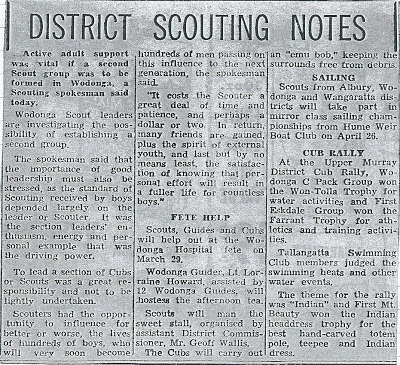 DISTRICT SCOUTING NOTES
Active adult support
was vital if a second
Scout group was to be
formed in Wodonga, a
Scouting spokesman said
today.
Wodonga Scout leaders
are investigating the pos-
sibility of establishing a
second group.
The spokesman said that
the importance of good
leadership must also be
stressed, as the standard of
Scouting received by boys
depended largely on the
leader or Scouter. It was
the section leaders' en-
thusiasm, energy and per-
sonal example that was
the driving power.
To lead a section of Cubs
or Scouts was a great re-
sponsibility and not to be
lightly undertaken.
Scouters had the oppor-
tunity to influence for
better or worse, the lives
of hundreds of boys, who
will very soon become
hundreds of men passing on
this influence to the next
generation, the spokesman
said.
"It costs the Scouter a
great deal of time and
patience, and perhaps a
dollar or two. In return,
many friends are gained,
plus the spirit of external
youth, and last but by no
means least, the satisfac-
tion of knowing that per-
sonal effort will result in
a fuller life for countless
boys."
FETE HELP
Scouts, Guides and Cubs
will help out at the Wo-
donga Hospital fete on
March 29.
Wodonga Guider, Lt. Lor-
raine Howard, assisted by
12 Wodonga Guides, will
hostess the afternoon tea.
Scouts will man the
sweet stall, organised by
assistant District Commis-
sioner, Mr. Geoff Wallis.
The Cubs will carry out
an "emu bob," keeping the
surrounds free from debris.
SAILING
Scouts from Albury, Wo-
donga and Wangaratta dis-
tricts will take part in
mirror class sailing cham-
pionships from Hume Weir
Boat Club on April 26.
CUB RALLY
At the Upper Murray
District Cub Rally, Wo-
donga C Pack Group won
the Won-Tolla Trophy for
water activities and First
Eskdale Group won the
Farrant Trophy for ath-
letics and training activi-
ties.
Tallangatta Swimming
Club members judged the
swimming heats and other
water events.
The theme for the rally
was "Indian" and First Mt.
Beauty won the Indian
headdress trophy for the
best hand-carved totem
pole, teepee and Indian
dress.